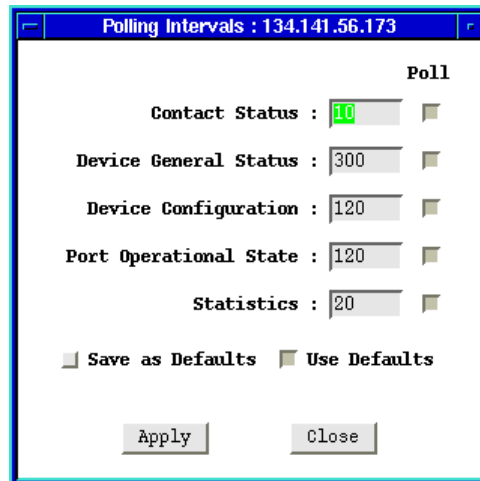 Polling Intervals : 134.141.56.173
Poll
Contact Status : 10
Device General Status : 300
Device Configuration : 120
Port Operational State : 120
Statistics : 20
Save as Defaults Use Defaults
Apply Close